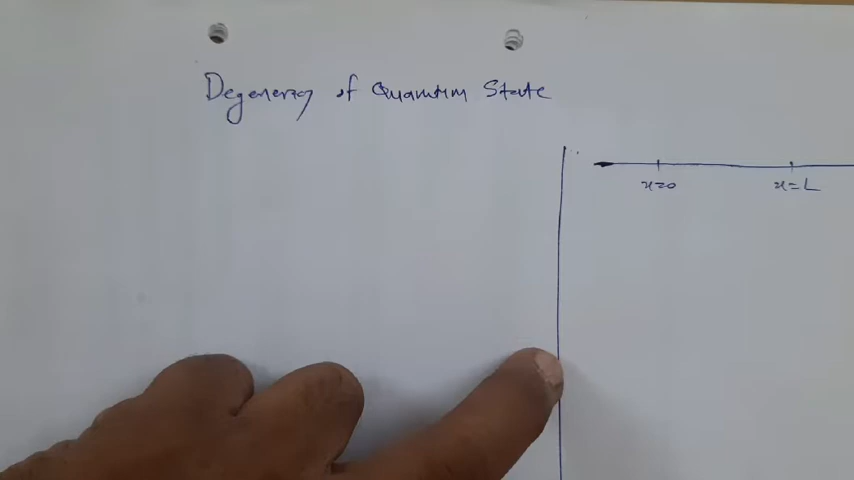 Degeneracy of Quantum State
x=0
x=L